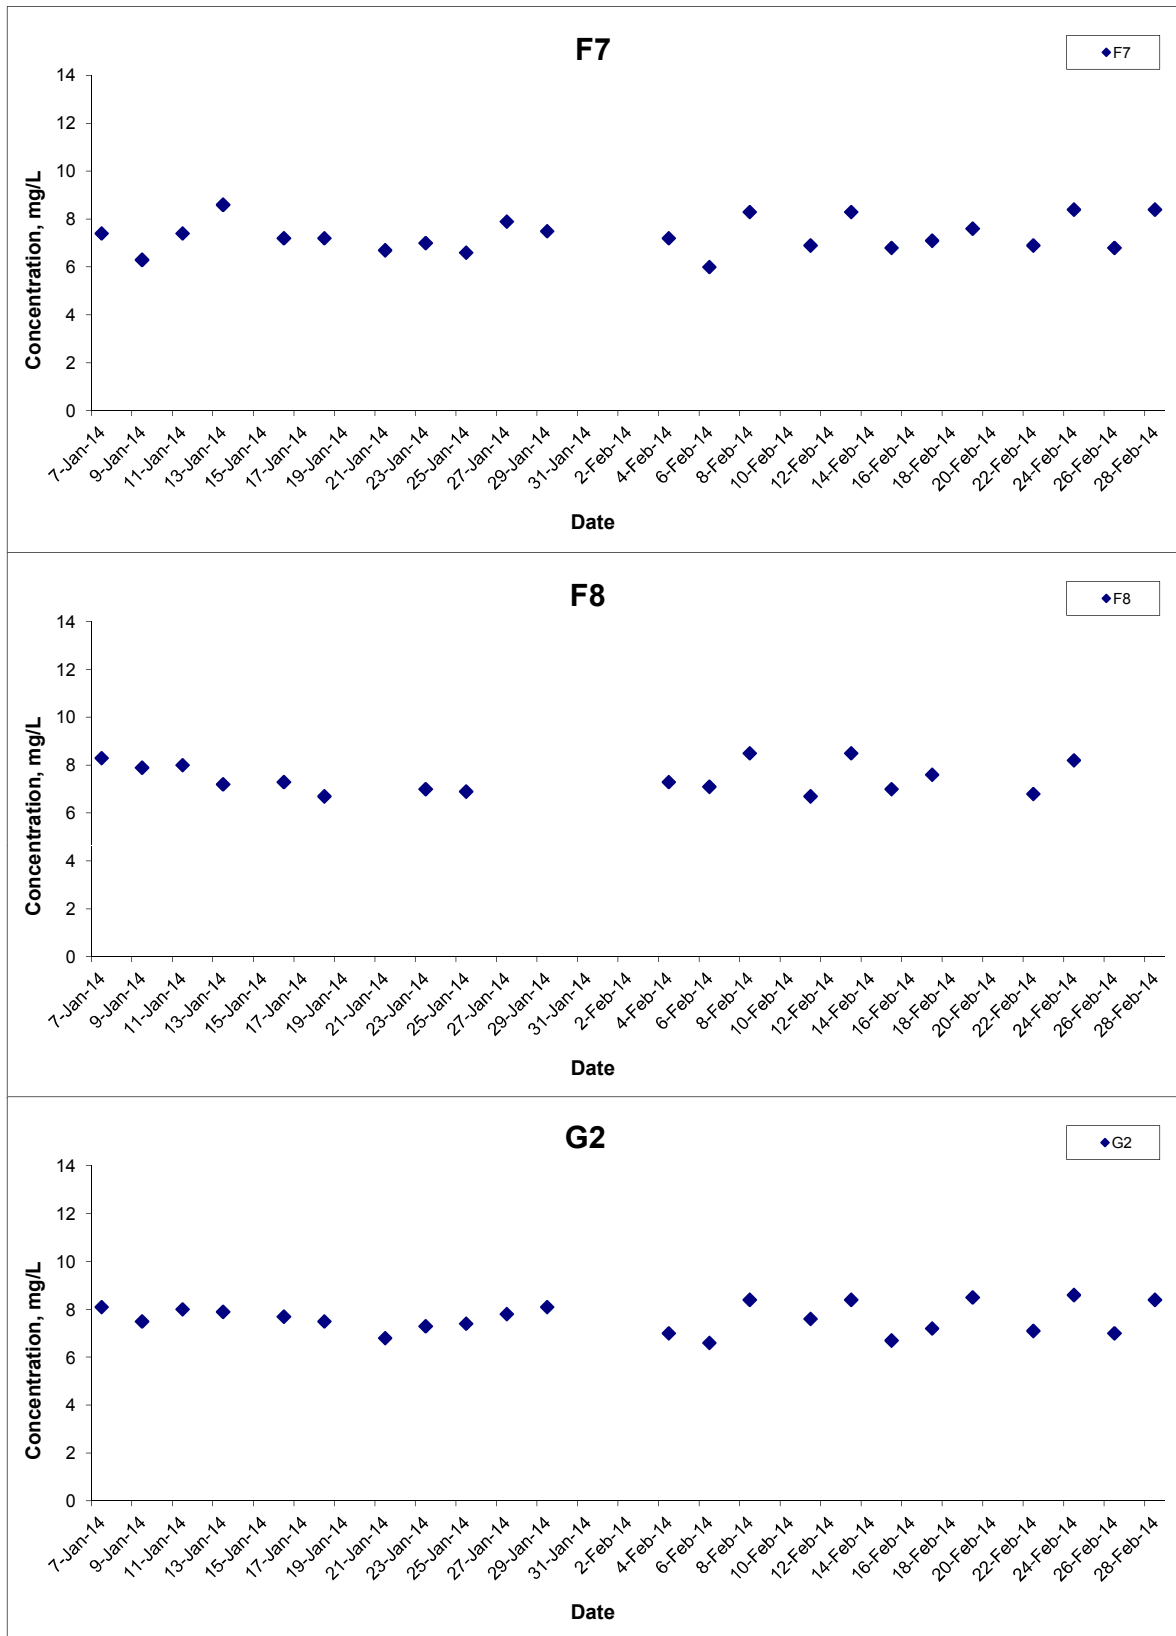 F7
F7
14
12
10
8
6
4
2
0
Concentration, mg/L
7-Jan-14
9-Jan-14
11-Jan-14
13-Jan-14
15-Jan-14
17-Jan-14
19-Jan-14
21-Jan-14
23-Jan-14
25-Jan-14
27-Jan-14
29-Jan-14
31-Jan-14
2-Feb-14
4-Feb-14
6-Feb-14
8-Feb-14
10-Feb-14
12-Feb-14
14-Feb-14
16-Feb-14
18-Feb-14
20-Feb-14
22-Feb-14
24-Feb-14
26-Feb-14
28-Feb-14
Date
F8
F8
14
12
10
8
6
4
2
0
Concentration, mg/L
7-Jan-14
9-Jan-14
11-Jan-14
13-Jan-14
15-Jan-14
17-Jan-14
19-Jan-14
21-Jan-14
23-Jan-14
25-Jan-14
27-Jan-14
29-Jan-14
31-Jan-14
2-Feb-14
4-Feb-14
6-Feb-14
8-Feb-14
10-Feb-14
12-Feb-14
14-Feb-14
16-Feb-14
18-Feb-14
20-Feb-14
22-Feb-14
24-Feb-14
26-Feb-14
28-Feb-14
Date
G2
G2
14
12
10
8
6
4
2
0
Concentration, mg/L
7-Jan-14
9-Jan-14
11-Jan-14
13-Jan-14
15-Jan-14
17-Jan-14
19-Jan-14
21-Jan-14
23-Jan-14
25-Jan-14
27-Jan-14
29-Jan-14
31-Jan-14
2-Feb-14
4-Feb-14
6-Feb-14
8-Feb-14
10-Feb-14
12-Feb-14
14-Feb-14
16-Feb-14
18-Feb-14
20-Feb-14
22-Feb-14
24-Feb-14
26-Feb-14
28-Feb-14
Date